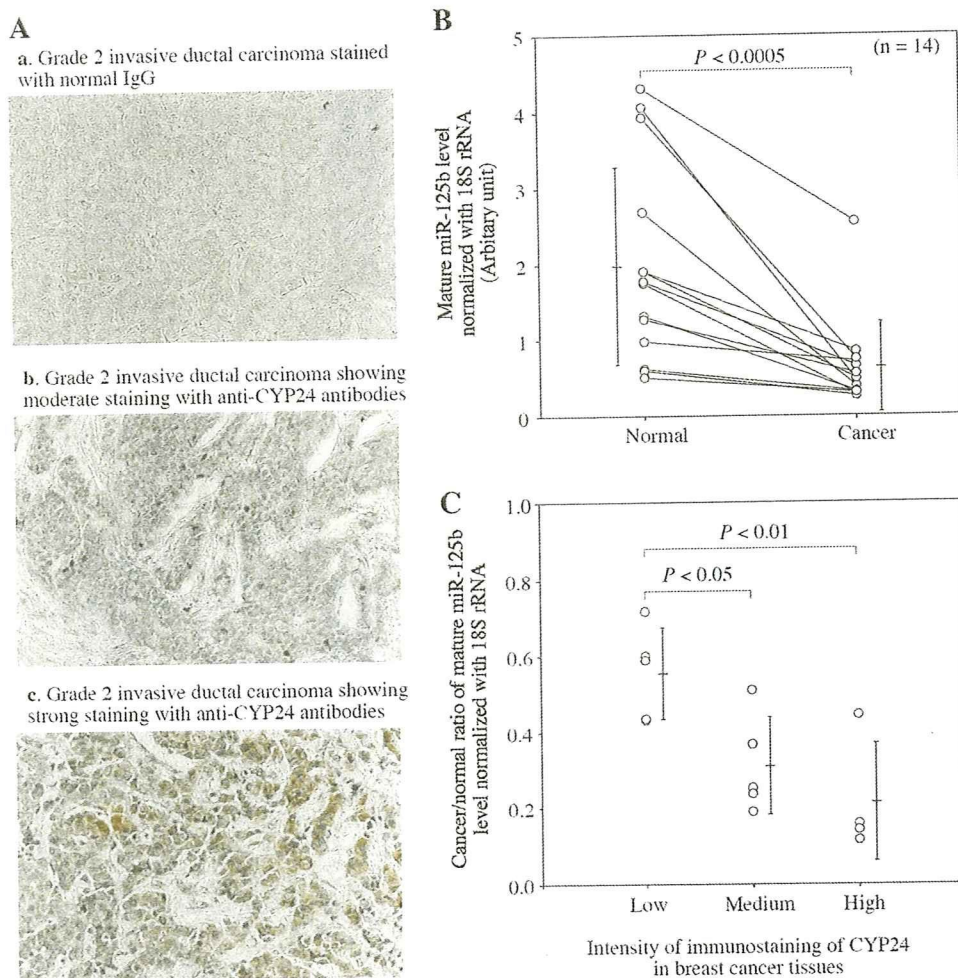 A
a. Grade 2 invasive ductal carcinoma stained
with normal IgG
b. Grade 2 invasive ductal carcinoma showing
moderate staining with anti-CYP24 antibodies
c. Grade 2 invasive ductal carcinoma showing
strong staining with anti-CYP24 antibodies
B
Mature miR-125b level
normalized with 18S rRNA
(Arbitary unit)
5
4
3
2
1
0
P < 0.0005
(n = 14)
Normal
Cancer
C
Cancer/normal ratio of mature miR-125b
level normalized with 18S rRNA
1.0
0.8
0.6
0.4
0.2
0.0
P < 0.01
P < 0.05
Low
Medium
High
Intensity of immunostaining of CYP24
in breast cancer tissues